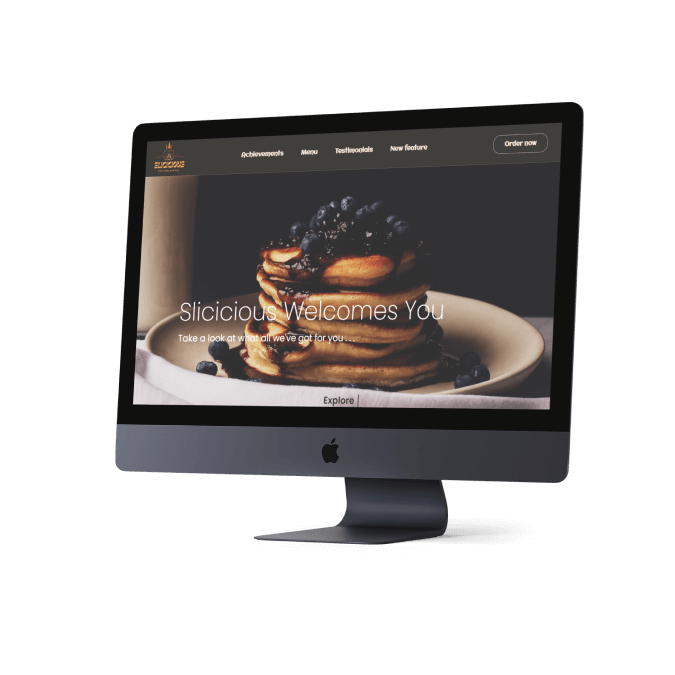 SLICICIOUS
Achievements Menu Testimonials New feature Order now
Slicicious Welcomes You
Take a look at what all we've got for you . . .
Explore |